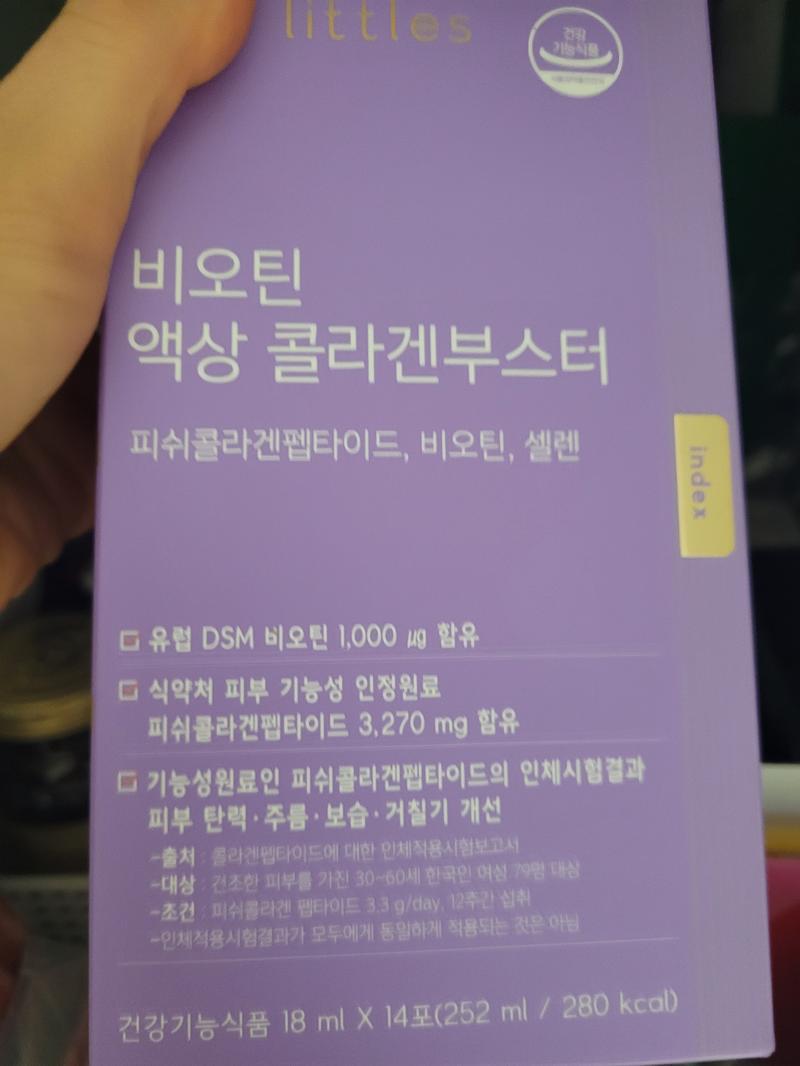 littles
건강
기능식품
비오틴
액상 콜라겐부스터
피쉬콜라겐펩타이드, 비오틴, 셀렌
index
유럽 DSM 비오틴 1,000 ㎍ 함유
식약처 피부 기능성 인정원료
피쉬콜라겐펩타이드 3,270 mg 함유
기능성원료인 피쉬콜라겐펩타이드의 인체시험결과
피부 탄력·주름·보습·거칠기 개선
-출처 : 콜라겐펩타이드에 대한 인체적용시험보고서
-대상 : 건조한 피부를 가진 30~60세 한국인 여성 79명 대상
-조건 : 피쉬콜라겐 펩타이드 3.3 g/day, 12주간 섭취
-인체적용시험결과가 모두에게 동일하게 적용되는 것은 아님
건강기능식품 18 ml X 14포(252 ml / 280 kcal)